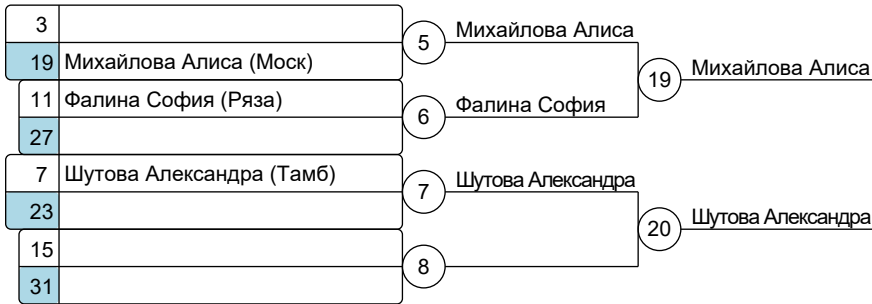 3
5
Михайлова Алиса
19 Михайлова Алиса (Моск)
19
Михайлова Алиса
11 Фалина София (Ряза)
6
Фалина София
27
7 Шутова Александра (Тамб)
7
Шутова Александра
23
20
Шутова Александра
15
8
31